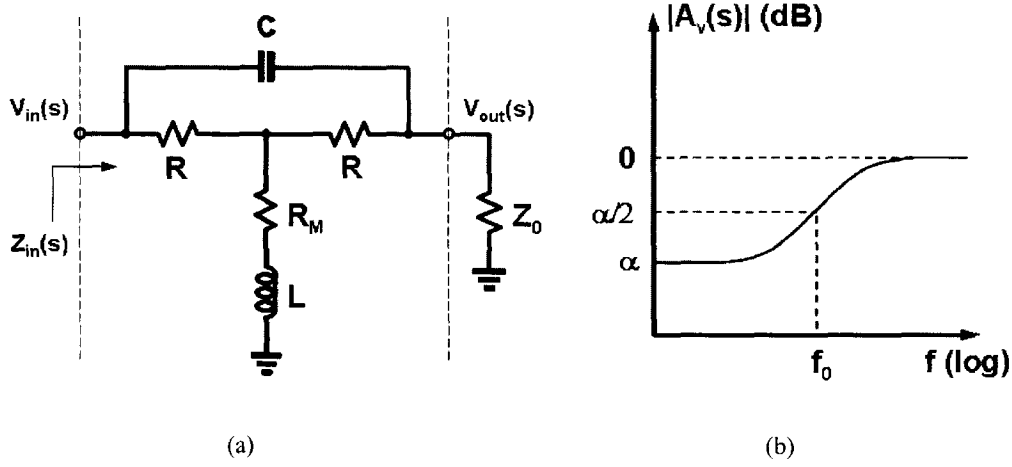 C
V_in(s)
V_out(s)
R
R
Z_in(s)
R_M
Z_0
L
(a)
|A_v(s)| (dB)
0
α/2
α
f_0
f (log)
(b)